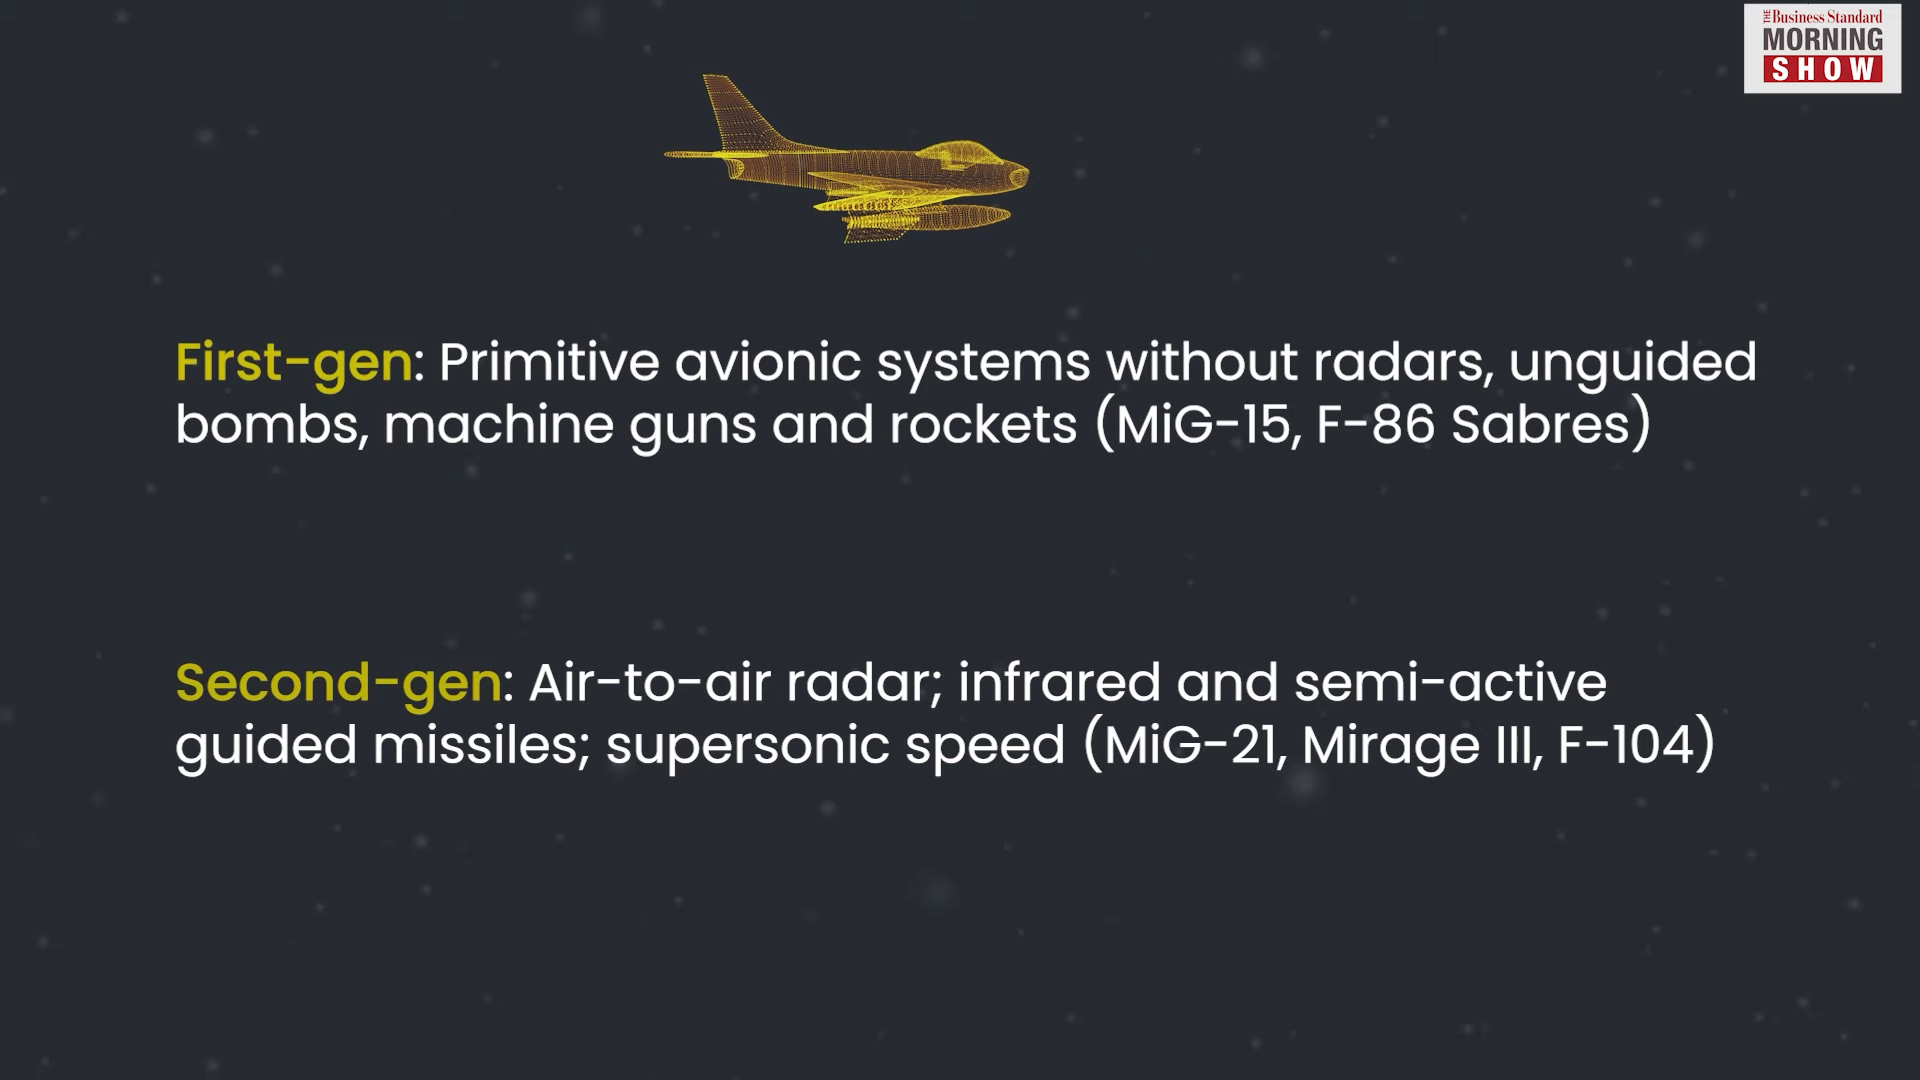 THE Business Standard
MORNING
SHOW
First-gen: Primitive avionic systems without radars, unguided
bombs, machine guns and rockets (MiG-15, F-86 Sabres)
Second-gen: Air-to-air radar; infrared and semi-active
guided missiles; supersonic speed (MiG-21, Mirage III, F-104)